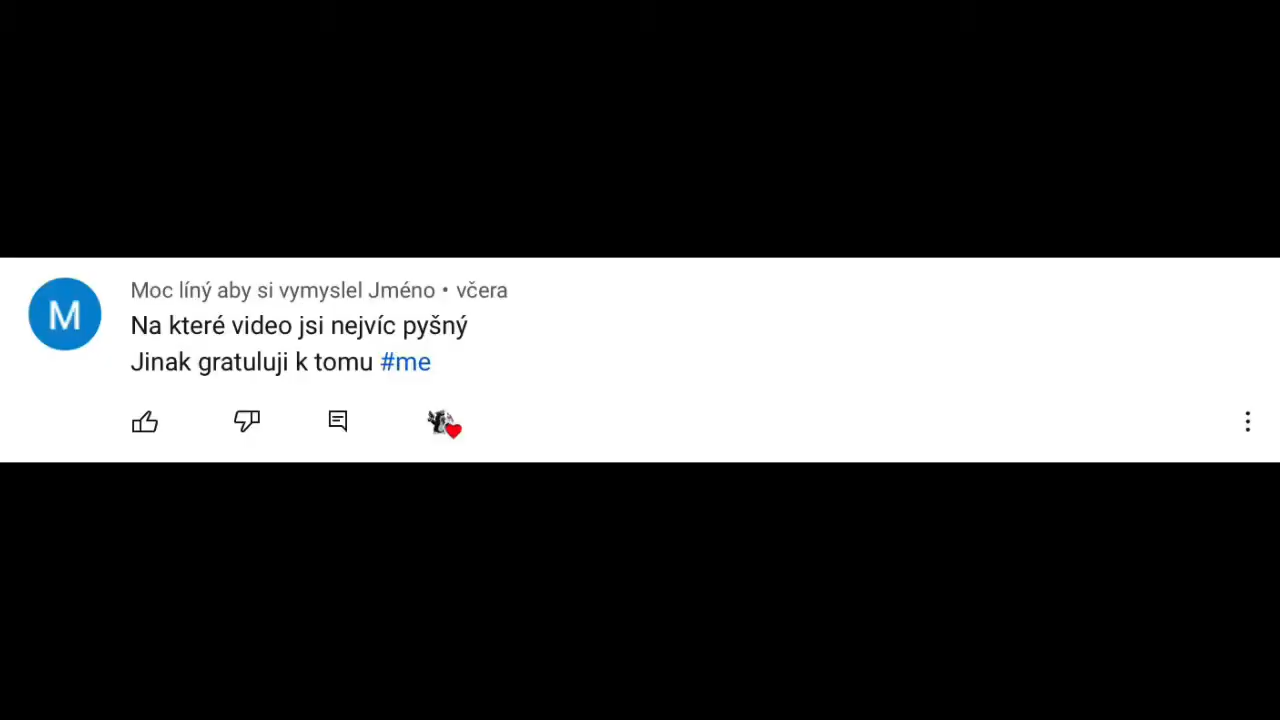 M
Moc líný aby si vymyslel Jméno • včera
Na které video jsi nejvíc pyšný
Jinak gratuluji k tomu #me